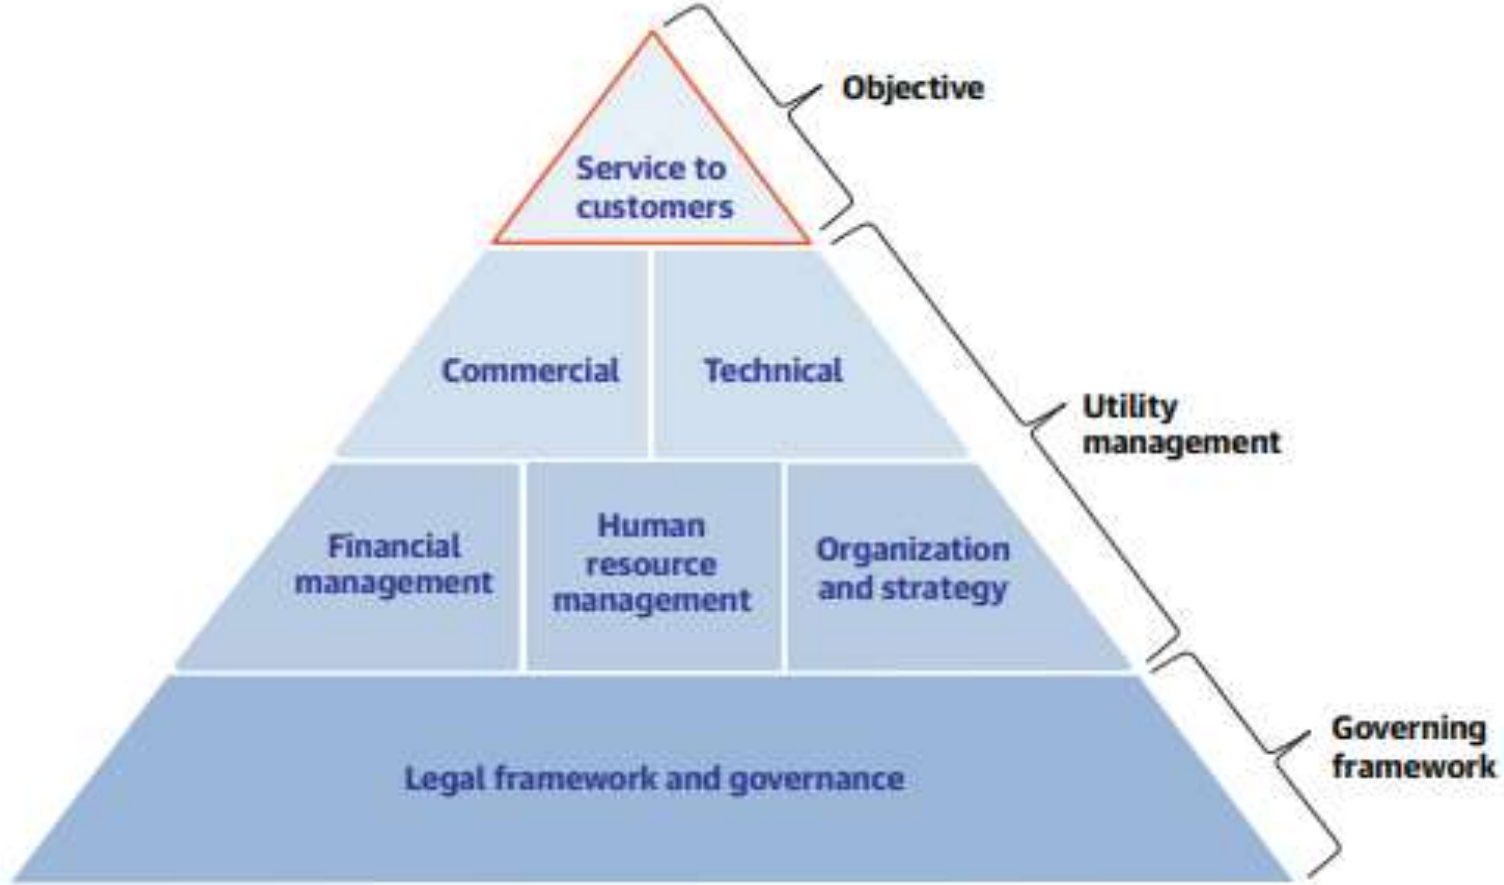 Objective
Service to
customers
Commercial
Technical
Utility
management
Financial
management
Human
resource
management
Organization
and strategy
Legal framework and governance
Governing
framework